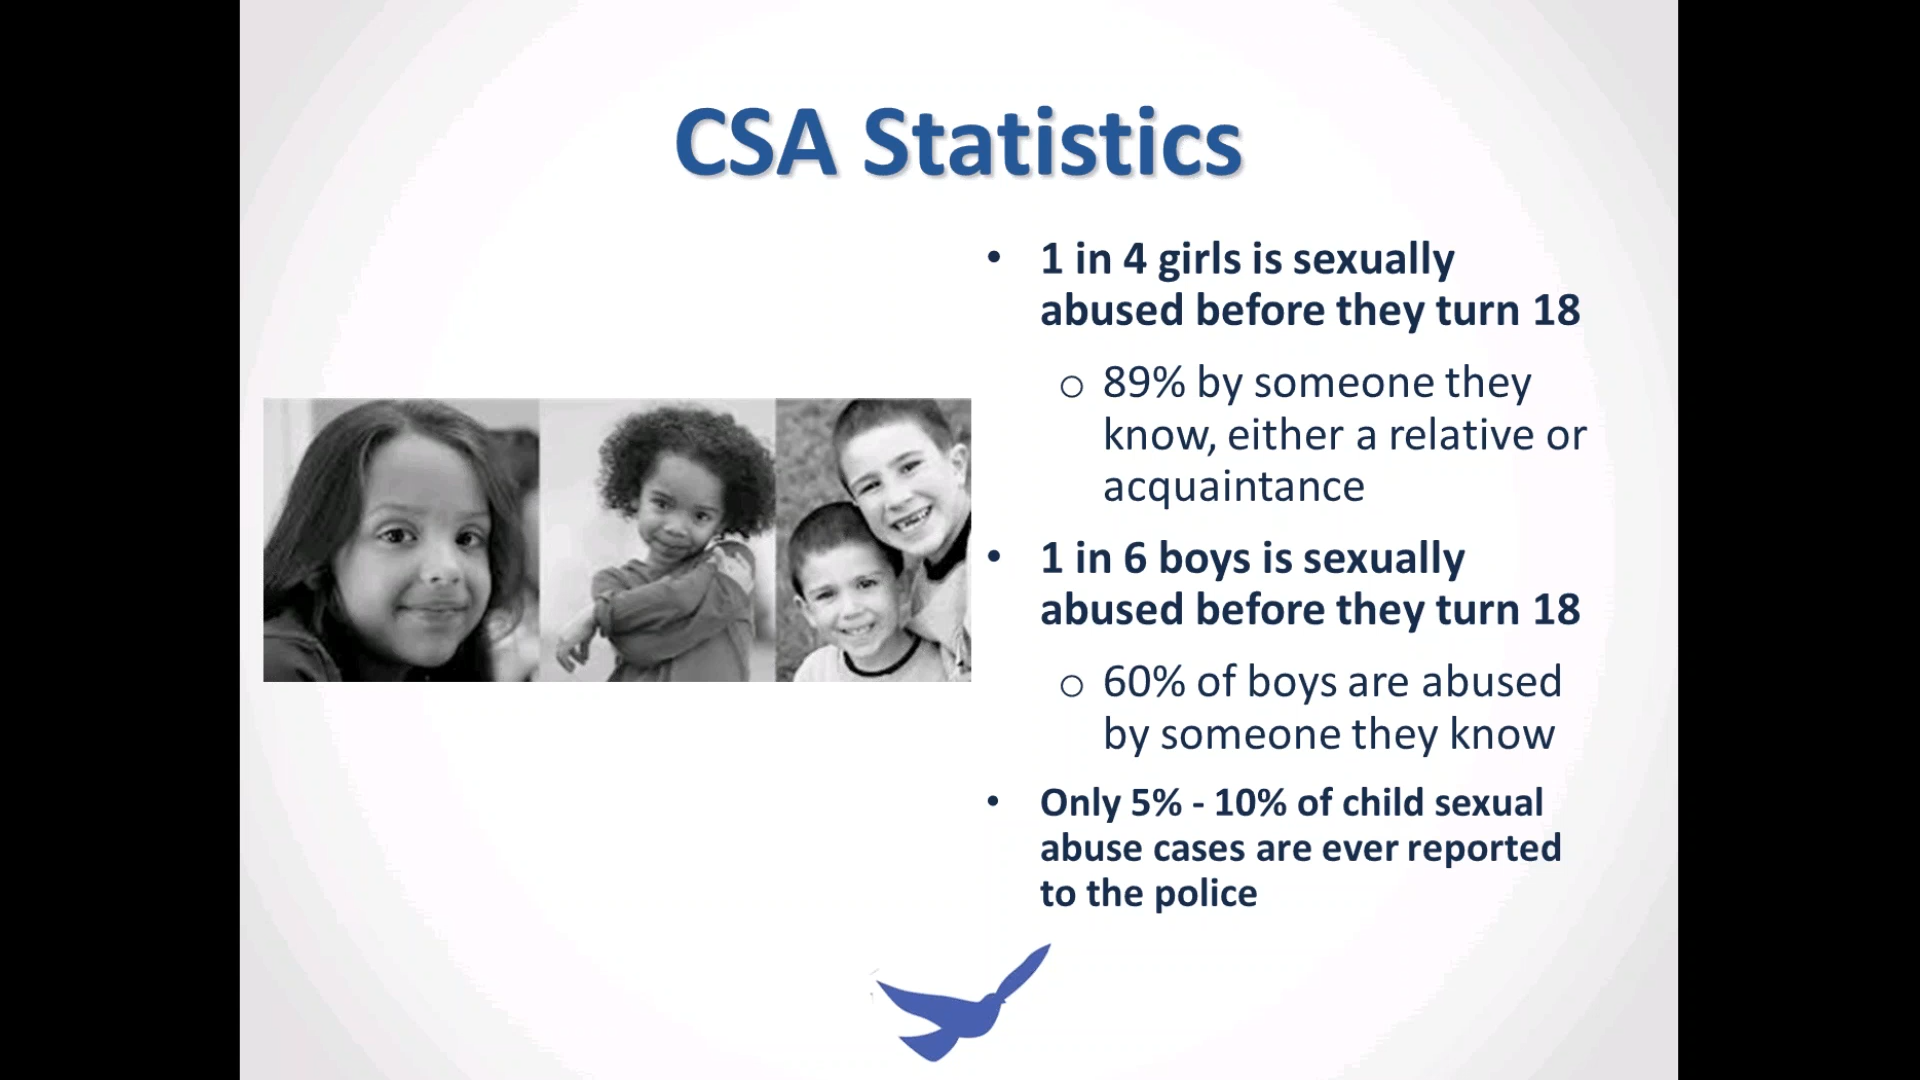 CSA Statistics
• 1 in 4 girls is sexually
abused before they turn 18
o 89% by someone they
know, either a relative or
acquaintance
• 1 in 6 boys is sexually
abused before they turn 18
o 60% of boys are abused
by someone they know
• Only 5% - 10% of child sexual
abuse cases are ever reported
to the police